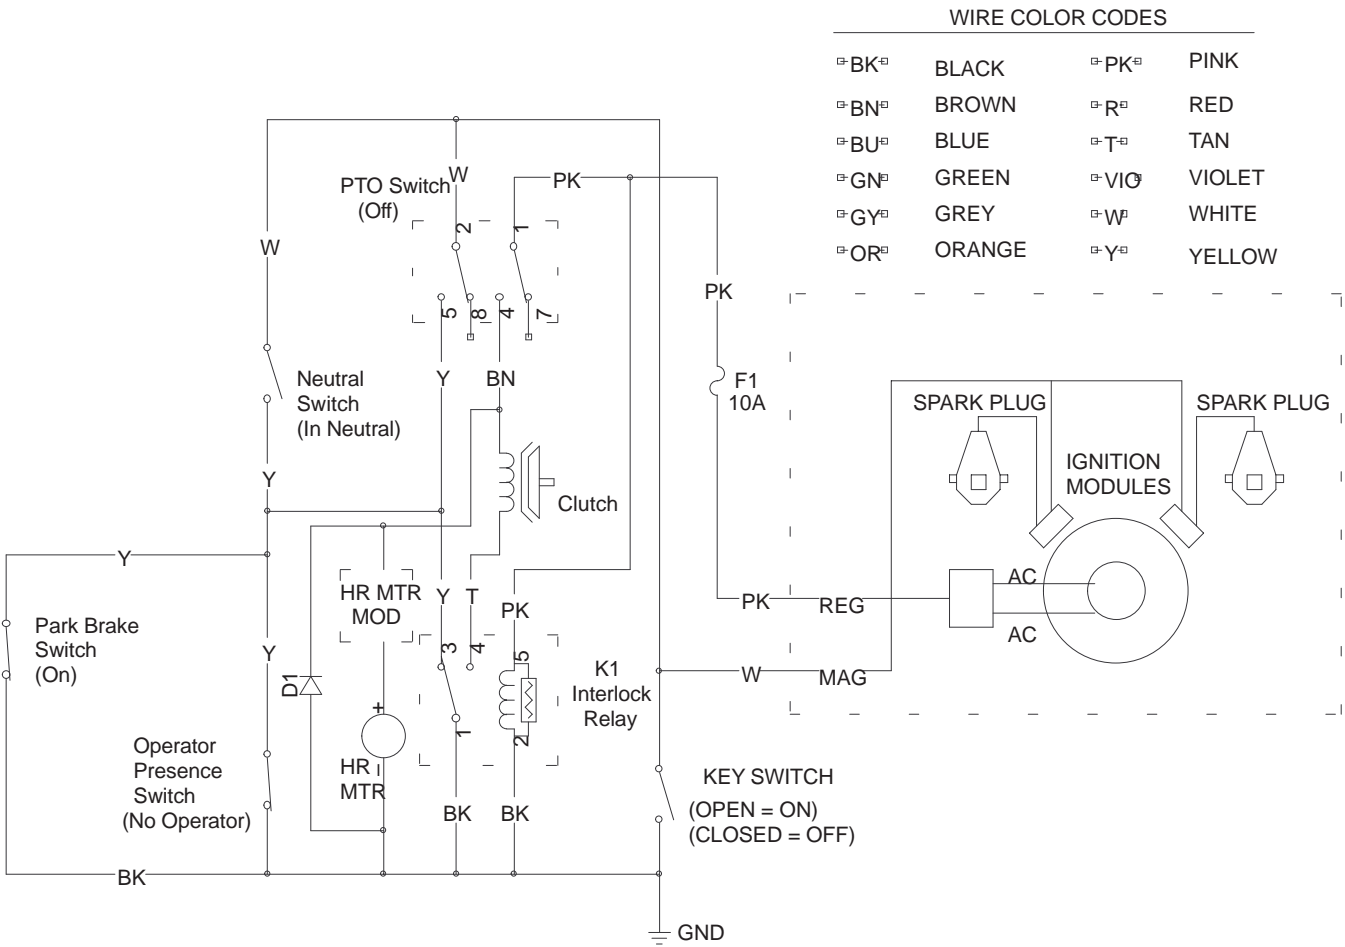 WIRE COLOR CODES
BK BLACK PK PINK
BN BROWN R RED
BU BLUE T TAN
GN GREEN VIO VIOLET
GY GREY W WHITE
OR ORANGE Y YELLOW
W
PTO Switch
(Off)
PK
2
1
W
5
8
4
7
PK
Y
BN
F1
10A
Neutral
Switch
(In Neutral)
Y
Clutch
SPARK PLUG
SPARK PLUG
IGNITION
MODULES
Y
HR MTR
MOD
Y
T
PK
PK
REG
AC
AC
Park Brake
Switch
(On)
Y
D1
3
4
5
K1
Interlock
Relay
W
MAG
+
1
2
Operator
Presence
Switch
(No Operator)
HR
MTR
–
BK
BK
KEY SWITCH
(OPEN = ON)
(CLOSED = OFF)
BK
GND